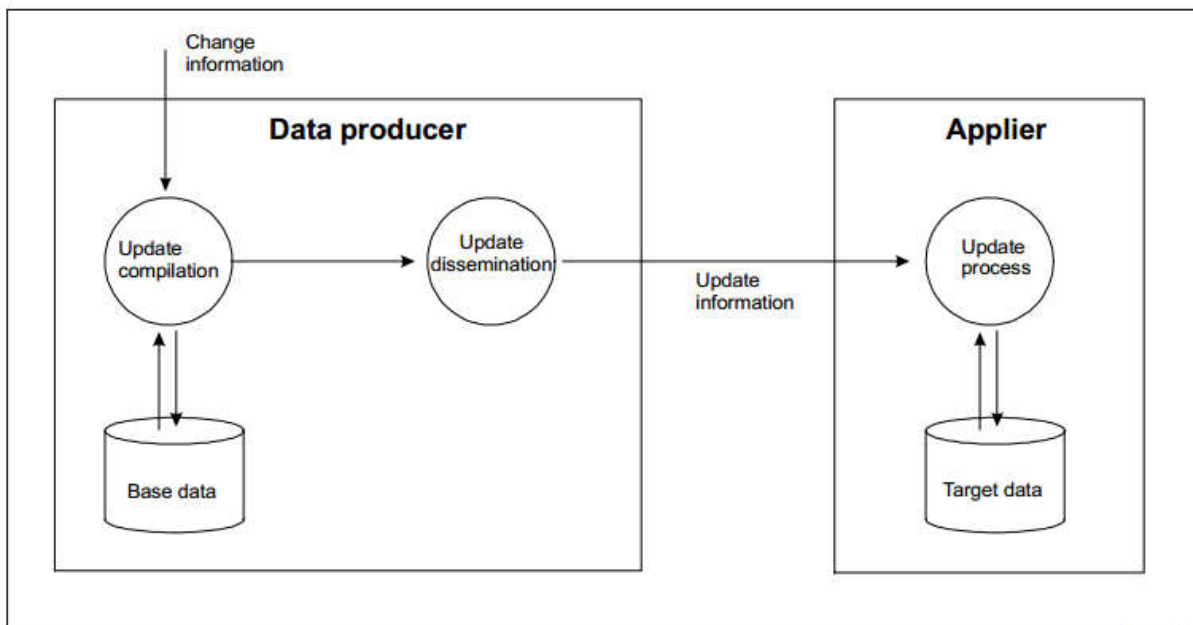 Change
information
Data producer
Applier
Update
compilation
Update
dissemination
Update
information
Update
process
Base data
Target data